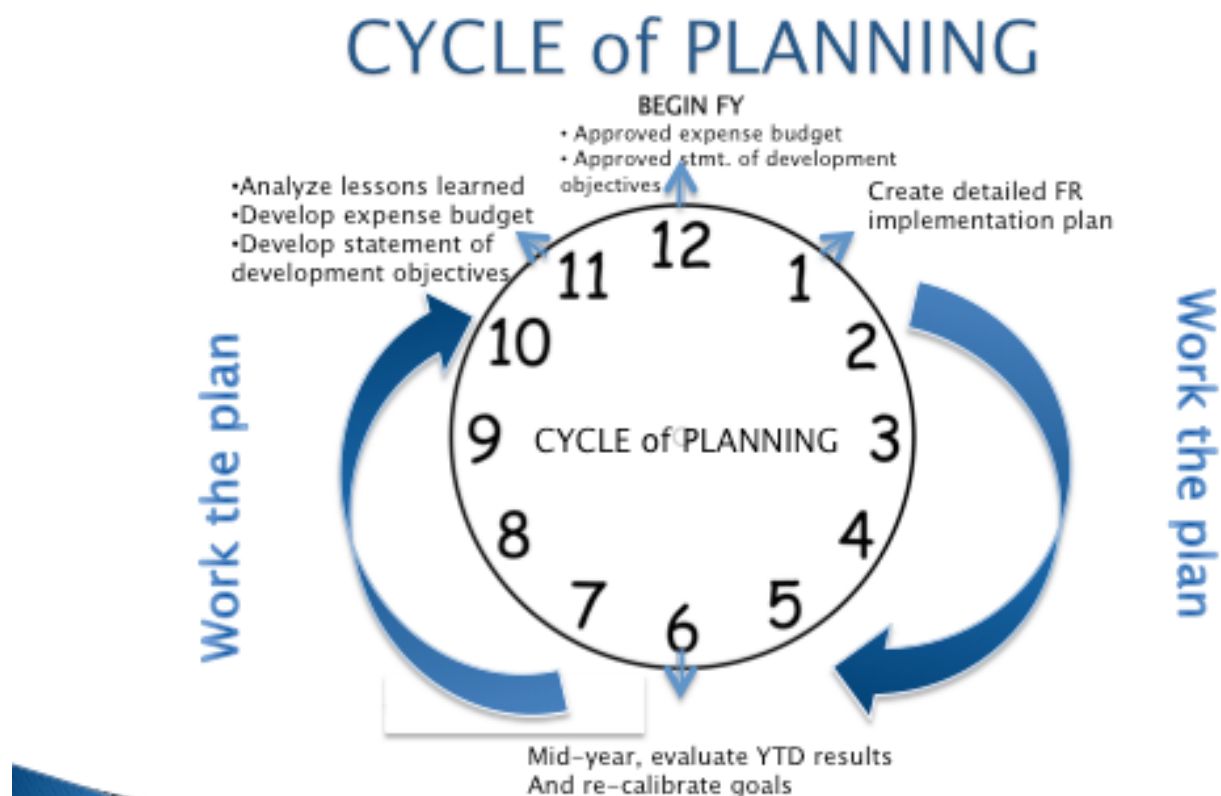 CYCLE of PLANNING
BEGIN FY
• Approved expense budget
• Approved stmt. of development
objectives
•Analyze lessons learned
•Develop expense budget
•Develop statement of
development objectives
Create detailed FR
implementation plan
12
1
2
3
4
5
6
7
8
9
10
11
CYCLE of PLANNING
Work the plan
Work the plan
Mid-year, evaluate YTD results
And re-calibrate goals